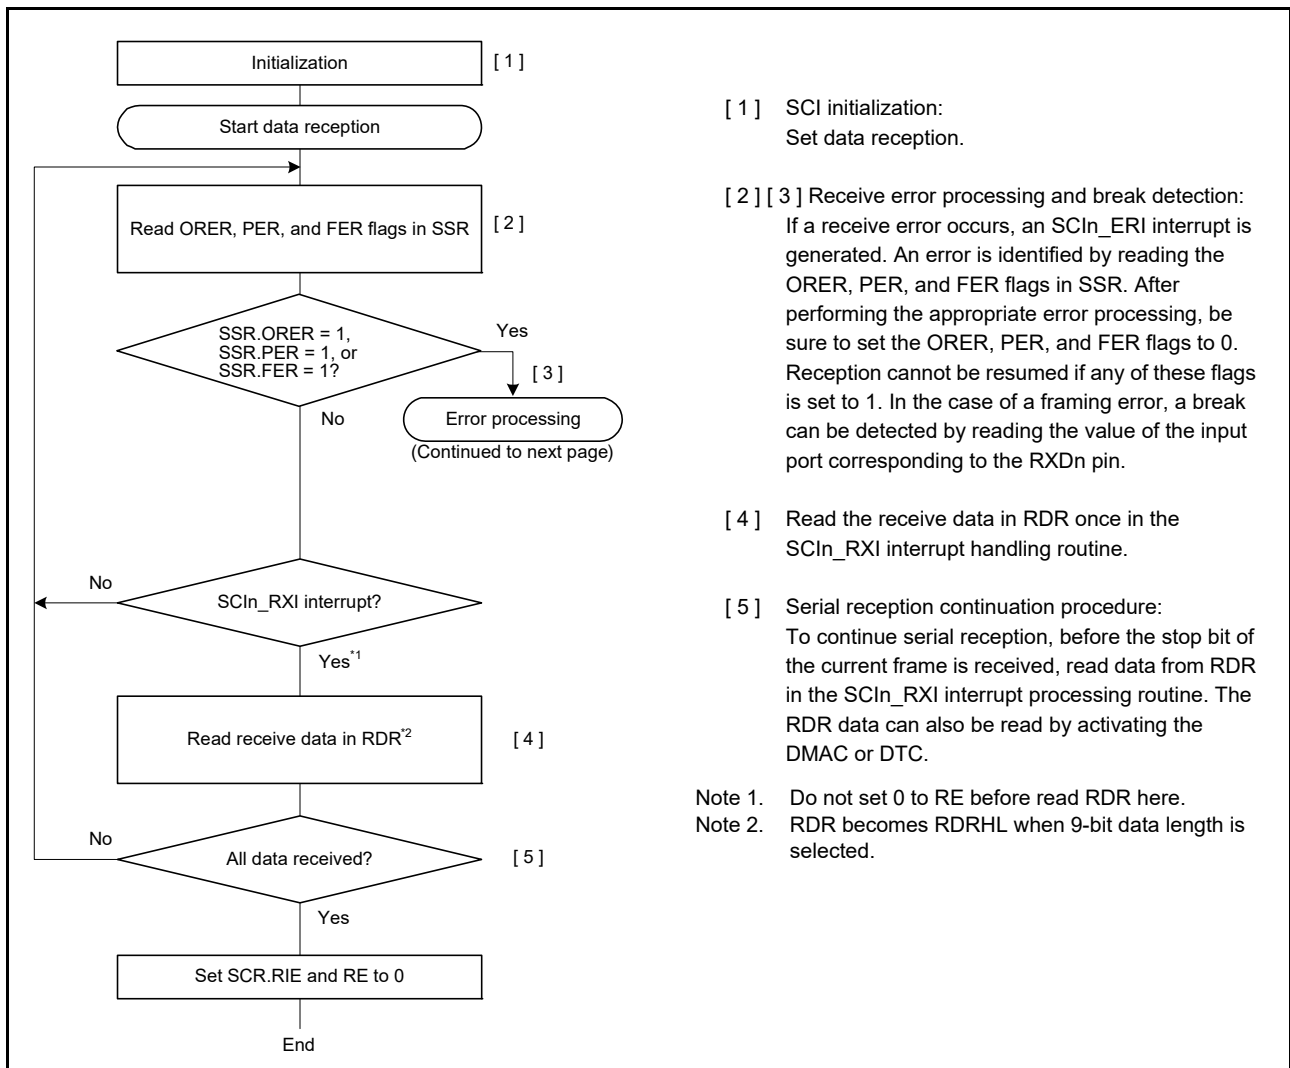 Initialization
[ 1 ]
Start data reception
Read ORER, PER, and FER flags in SSR
[ 2 ]
SSR.ORER = 1,
SSR.PER = 1, or
SSR.FER = 1?
Yes
[ 3 ]
No
Error processing
(Continued to next page)
No
SCIn_RXI interrupt?
Yes*1
Read receive data in RDR*2
[ 4 ]
No
All data received?
[ 5 ]
Yes
Set SCR.RIE and RE to 0
End
[ 1 ] SCI initialization:
Set data reception.
[ 2 ] [ 3 ] Receive error processing and break detection:
If a receive error occurs, an SCIn_ERI interrupt is
generated. An error is identified by reading the
ORER, PER, and FER flags in SSR. After
performing the appropriate error processing, be
sure to set the ORER, PER, and FER flags to 0.
Reception cannot be resumed if any of these flags
is set to 1. In the case of a framing error, a break
can be detected by reading the value of the input
port corresponding to the RXDn pin.
[ 4 ] Read the receive data in RDR once in the
SCIn_RXI interrupt handling routine.
[ 5 ] Serial reception continuation procedure:
To continue serial reception, before the stop bit of
the current frame is received, read data from RDR
in the SCIn_RXI interrupt processing routine. The
RDR data can also be read by activating the
DMAC or DTC.
Note 1. Do not set 0 to RE before read RDR here.
Note 2. RDR becomes RDRHL when 9-bit data length is
selected.